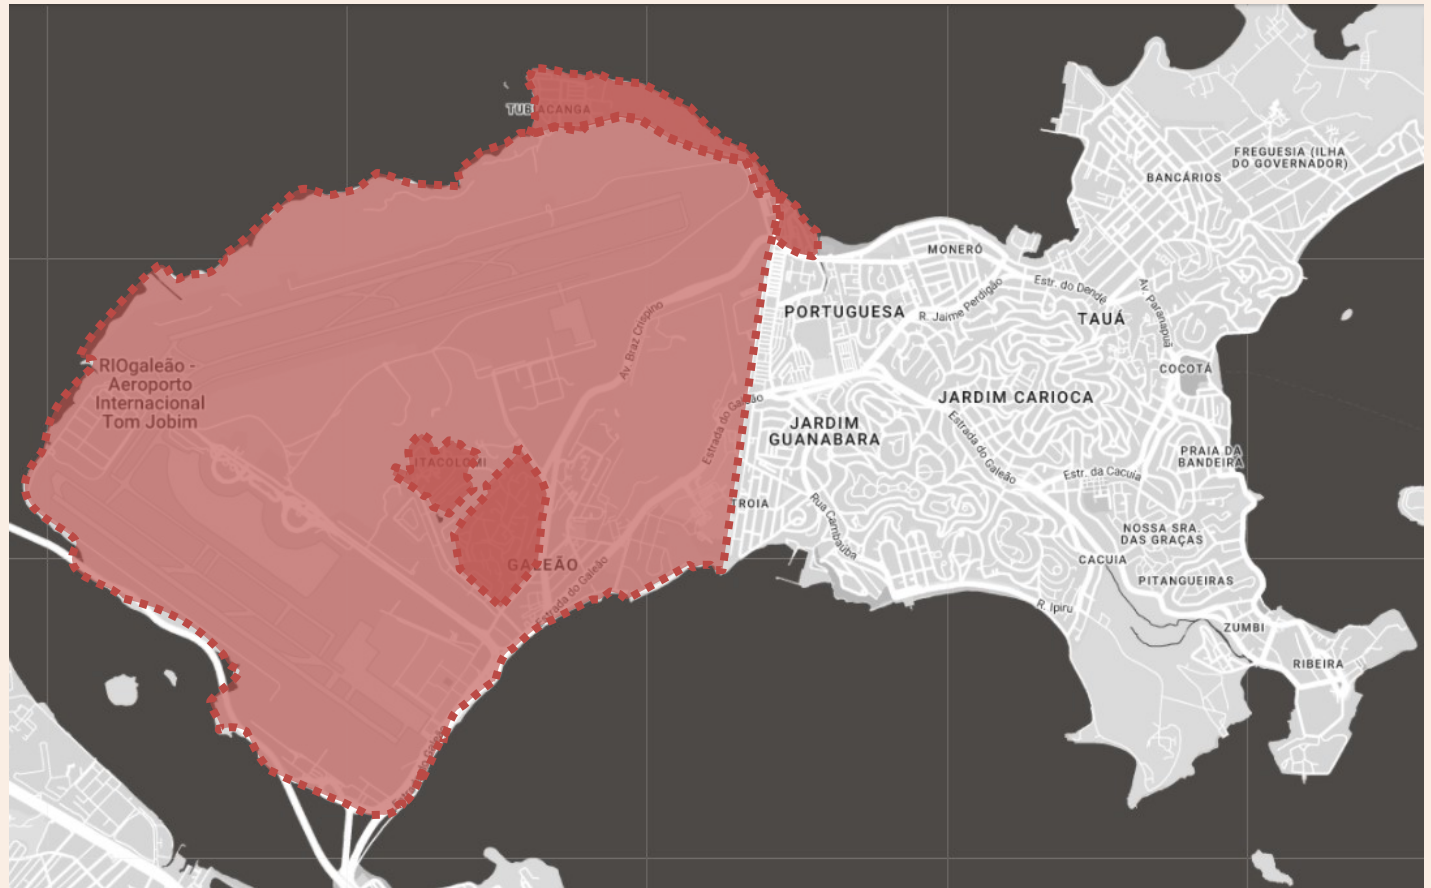 TUBIACANGA
FREGUESIA (ILHA
DO GOVERNADOR)
BANCÁRIOS
MONERÓ
Estr. do Dendê
Av. Paranapuã
PORTUGUESA
R. Jaime Perdigão
TAUÁ
Av. Braz Crispino
RIOgaleão -
Aeroporto
Internacional
Tom Jobim
COCOTÁ
Estrada do Galeão
JARDIM CARIOCA
JARDIM
GUANABARA
Estrada do Galeão
PRAIA DA
BANDEIRA
ITACOLOMI
Estr. da Cacuia
TROIA
Rua Cambaúba
NOSSA SRA.
DAS GRAÇAS
GALEÃO
CACUIA
PITANGUEIRAS
Estrada do Galeão
R. Ipiru
ZUMBI
RIBEIRA